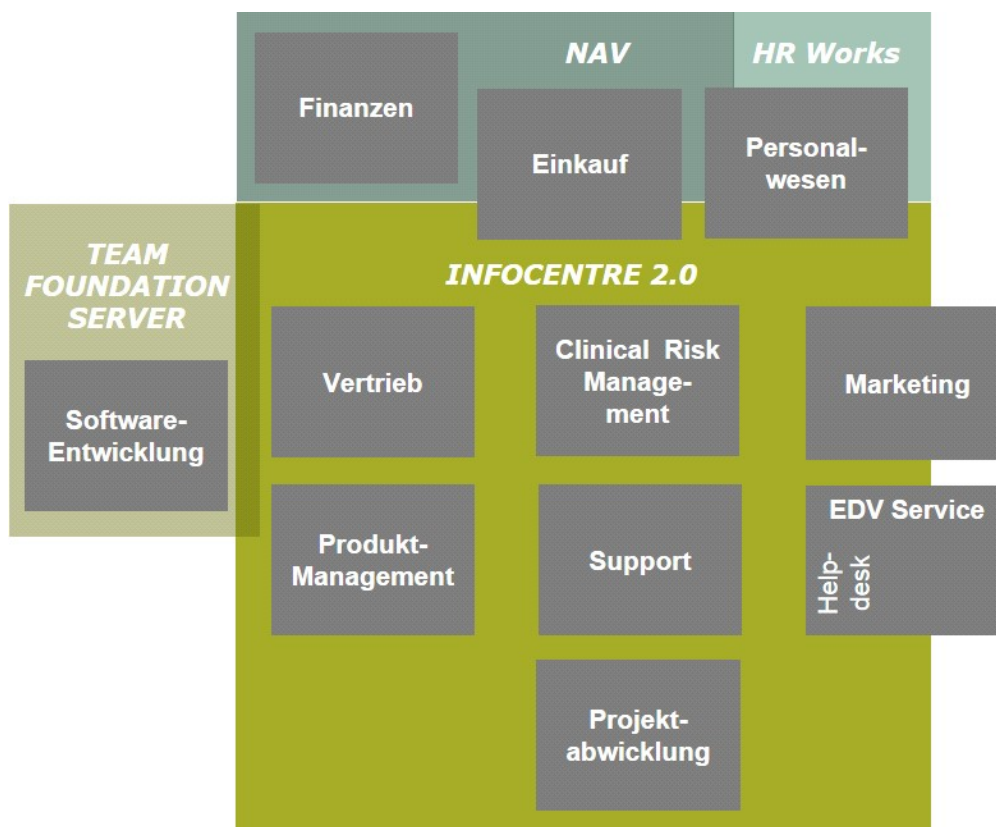 NAV
HR Works
Finanzen
Einkauf
Personal-
wesen
TEAM
FOUNDATION
SERVER
INFOCENTRE 2.0
Software-
Entwicklung
Vertrieb
Clinical Risk
Manage-
ment
Marketing
Produkt-
Management
Support
EDV Service
Help-
desk
Projekt-
abwicklung